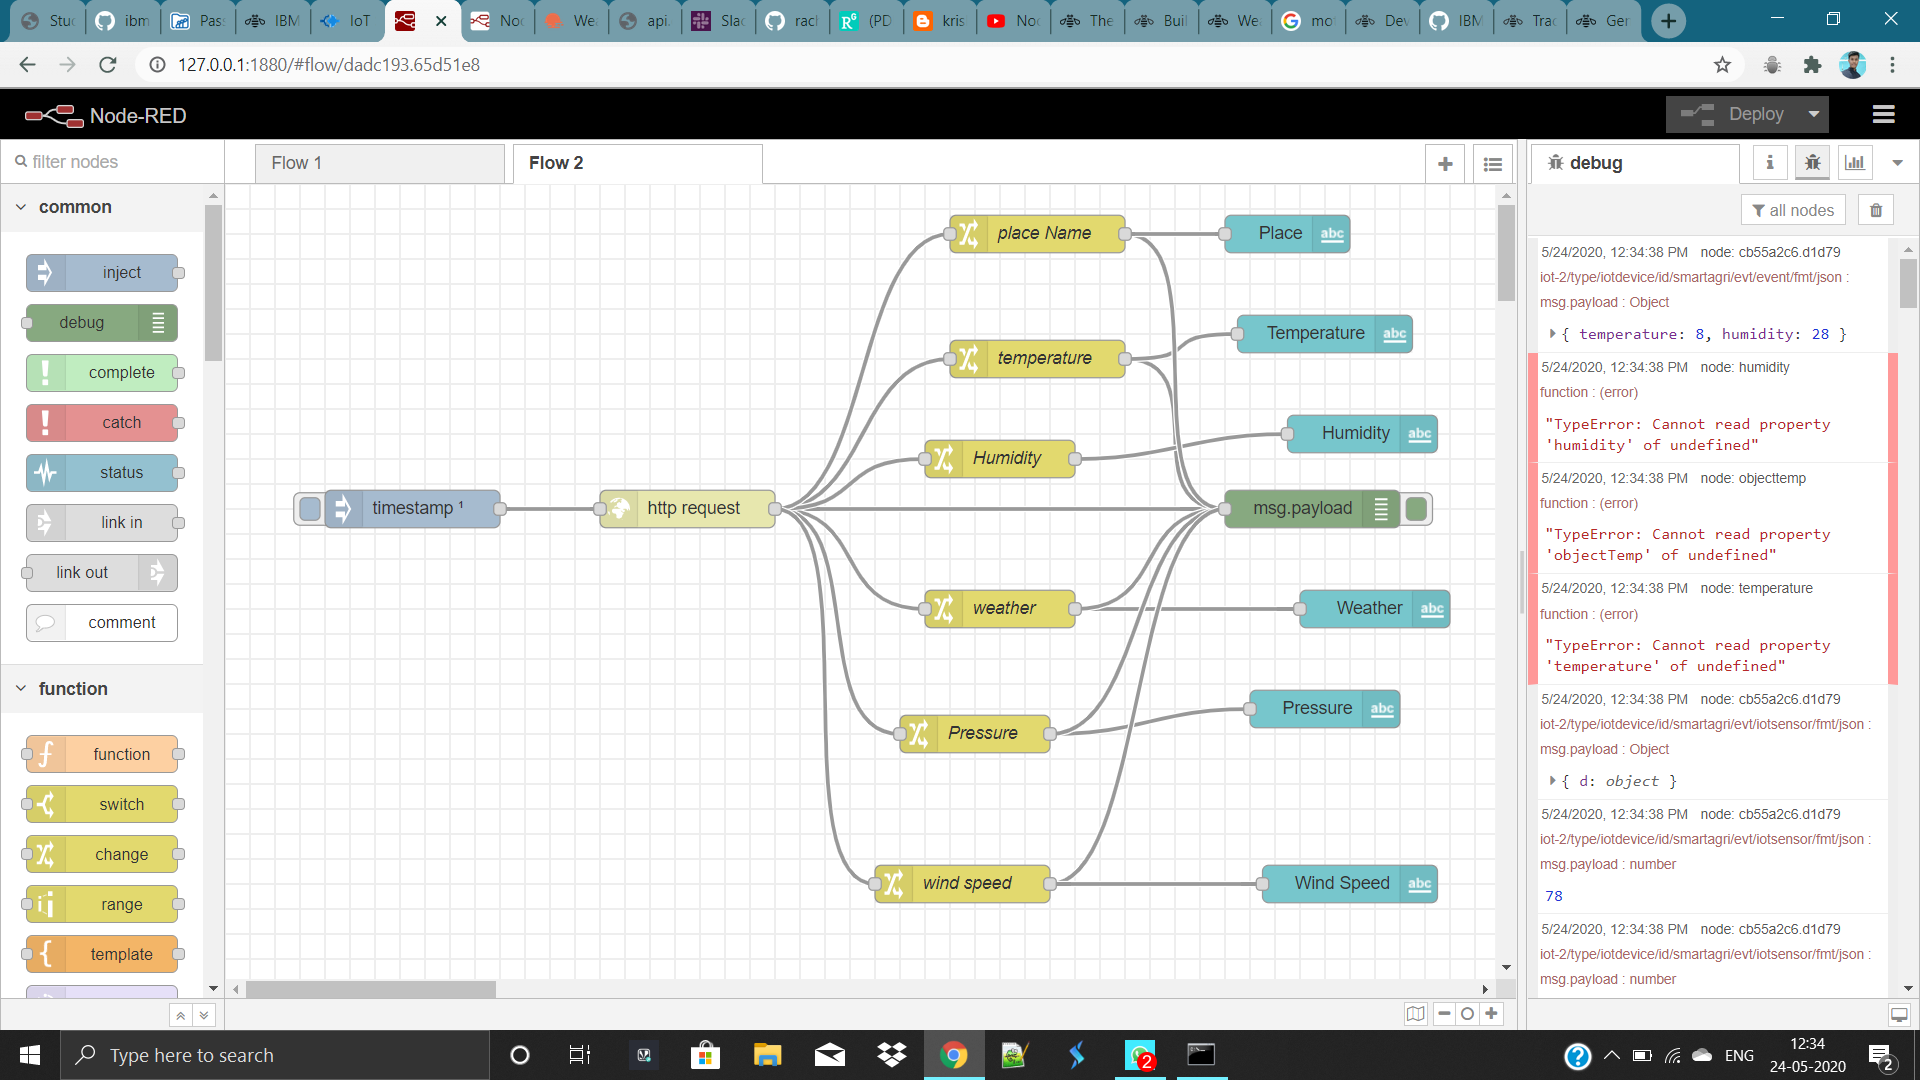 Stu
ibm
Pas
IBM
IoT
Noc
Wea
api.
Slac
rach
(PD
kris
Noc
The
Buil
Wea
mo
Dev
IBM
Trac
Ger
127.0.0.1:1880/#flow/dadc193.65d51e8
Node-RED
Deploy
filter nodes
Flow 1
Flow 2
debug
all nodes
common
inject
debug
complete
catch
status
link in
link out
comment
function
function
switch
change
range
template
timestamp ¹
http request
place Name
temperature
Humidity
weather
Pressure
wind speed
Place abc
Temperature abc
Humidity abc
msg.payload
Weather abc
Pressure abc
Wind Speed abc
5/24/2020, 12:34:38 PM node: cb55a2c6.d1d79
iot-2/type/iotdevice/id/smartagri/evt/event/fmt/json :
msg.payload : Object
{ temperature: 8, humidity: 28 }
5/24/2020, 12:34:38 PM node: humidity
function : (error)
"TypeError: Cannot read property
'humidity' of undefined"
5/24/2020, 12:34:38 PM node: objecttemp
function : (error)
"TypeError: Cannot read property
'objectTemp' of undefined"
5/24/2020, 12:34:38 PM node: temperature
function : (error)
"TypeError: Cannot read property
'temperature' of undefined"
5/24/2020, 12:34:38 PM node: cb55a2c6.d1d79
iot-2/type/iotdevice/id/smartagri/evt/iotsensor/fmt/json :
msg.payload : Object
{ d: object }
5/24/2020, 12:34:38 PM node: cb55a2c6.d1d79
iot-2/type/iotdevice/id/smartagri/evt/iotsensor/fmt/json :
msg.payload : number
78
5/24/2020, 12:34:38 PM node: cb55a2c6.d1d79
iot-2/type/iotdevice/id/smartagri/evt/iotsensor/fmt/json :
msg.payload : number
Type here to search
2
ENG
12:34
24-05-2020
2